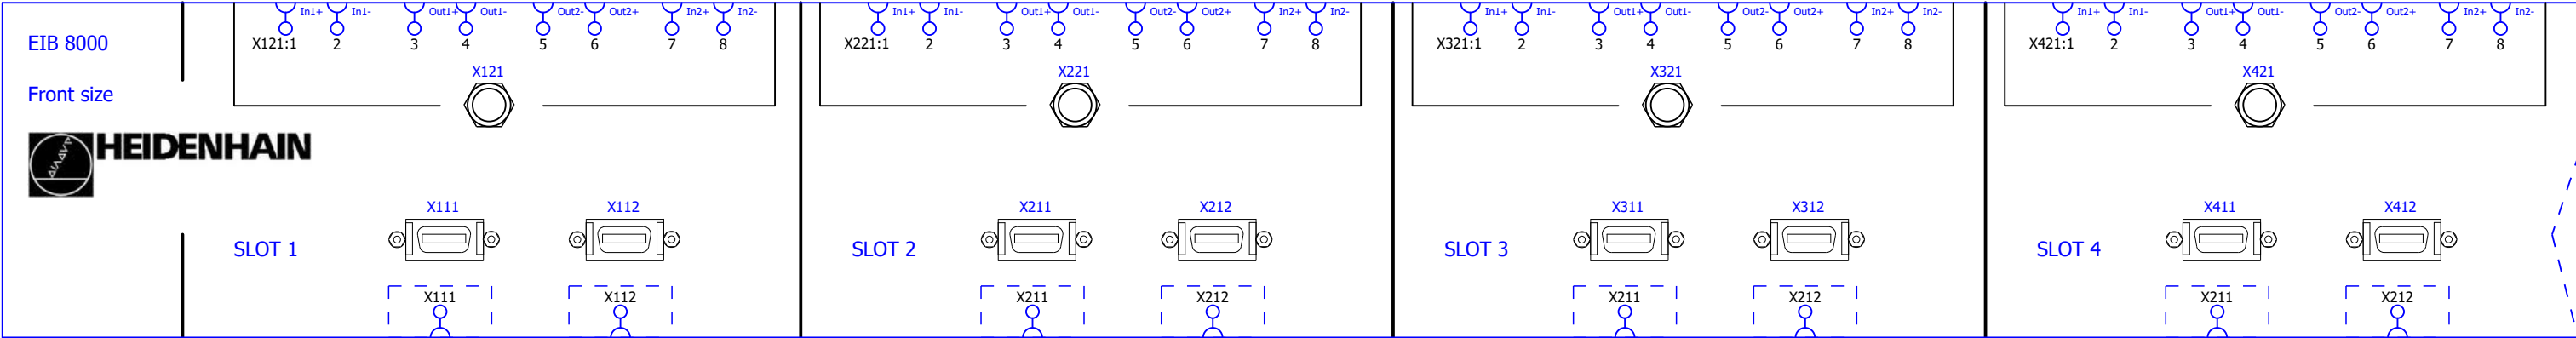 In1+ In1- Out1+ Out1- Out2- Out2+ In2+ In2- In1+ In1- Out1+ Out1- Out2- Out2+ In2+ In2- In1+ In1- Out1+ Out1- Out2- Out2+ In2+ In2- In1+ In1- Out1+ Out1- Out2- Out2+ In2+ In2-
EIB 8000 X121:1 2 3 4 5 6 7 8 X221:1 2 3 4 5 6 7 8 X321:1 2 3 4 5 6 7 8 X421:1 2 3 4 5 6 7 8
X121 X221 X321 X421
Front size
HEIDENHAIN
X111 X112 X211 X212 X311 X312 X411 X412
SLOT 1 SLOT 2 SLOT 3 SLOT 4
X111 X112 X211 X212 X211 X212 X211 X212